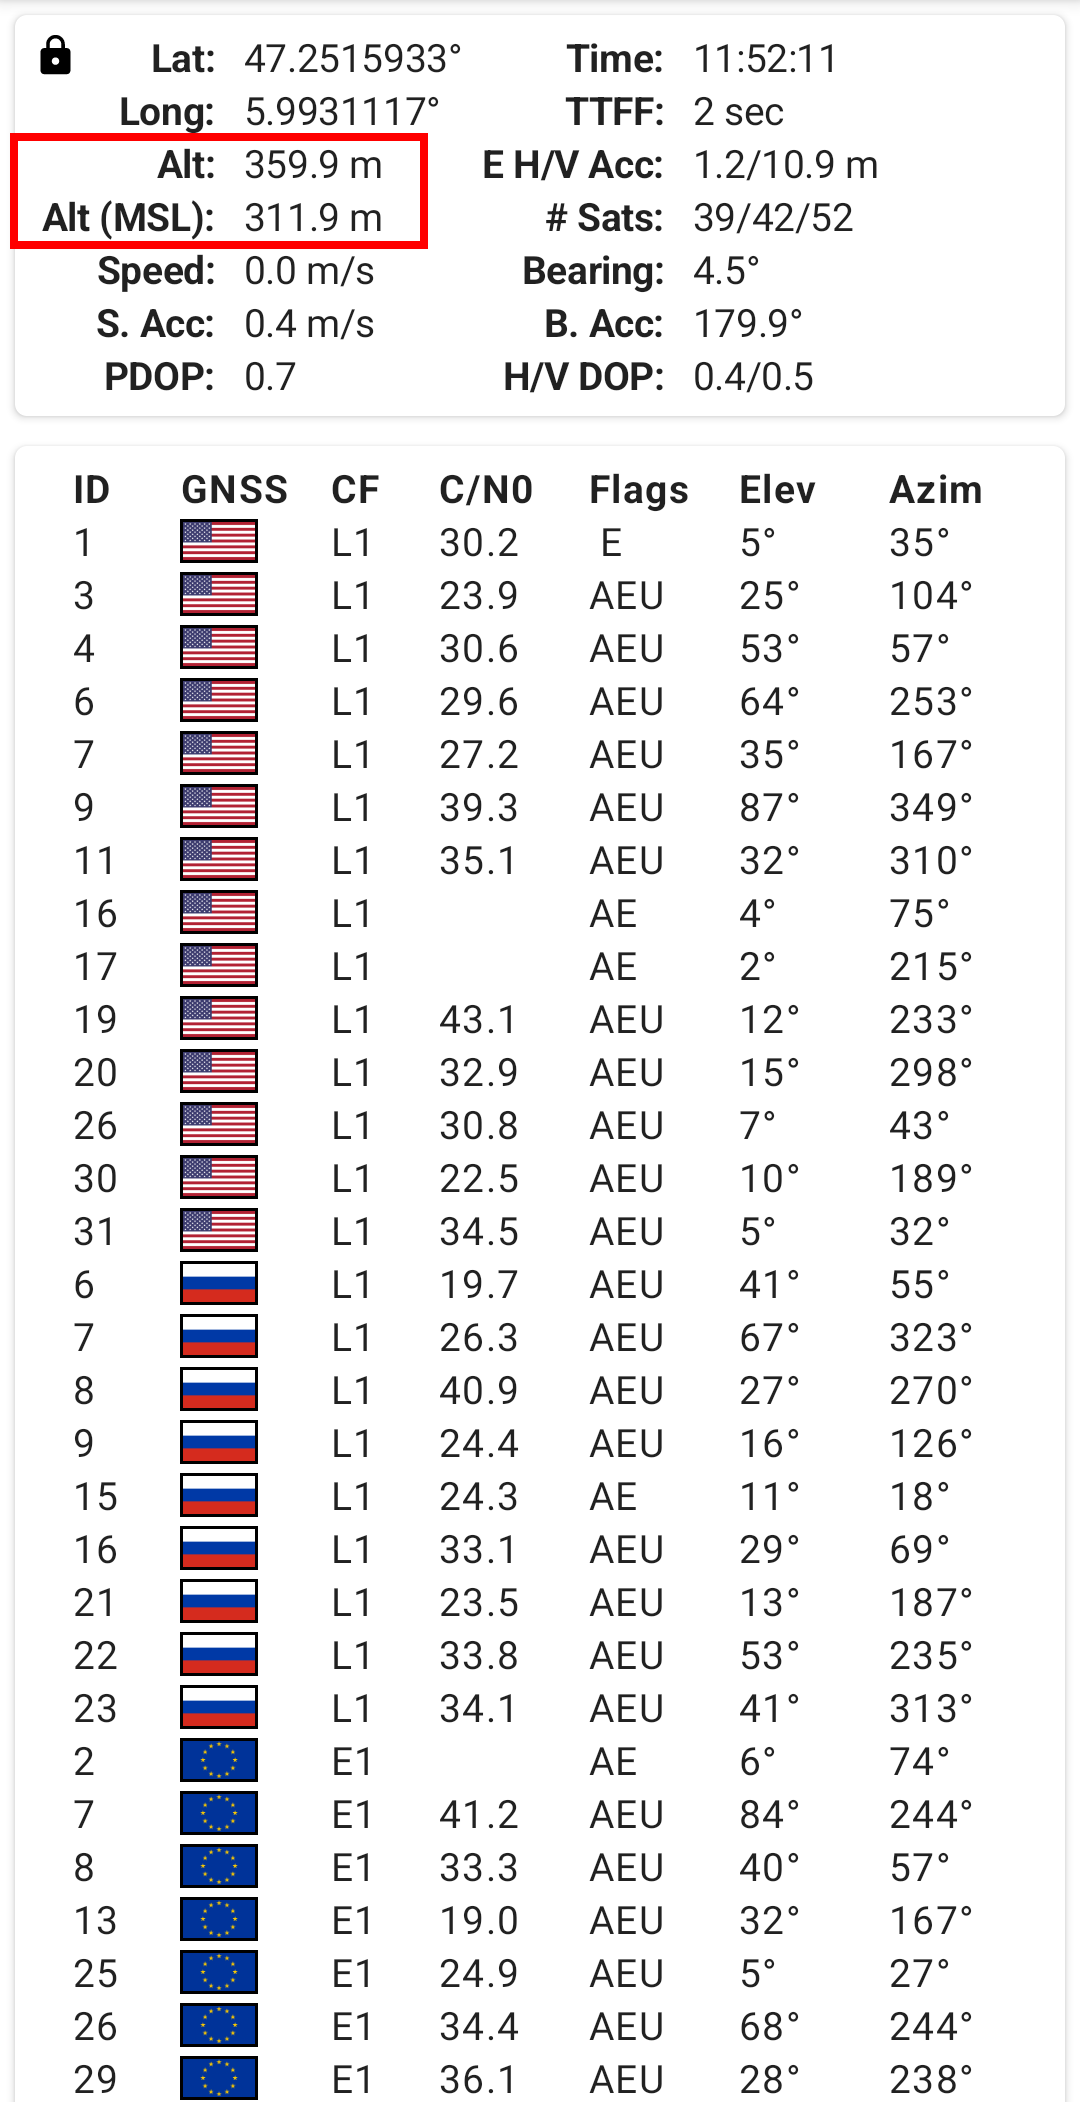 Lat: 47.2515933° Time: 11:52:11
Long: 5.9931117° TTFF: 2 sec
Alt: 359.9 m E H/V Acc: 1.2/10.9 m
Alt (MSL): 311.9 m # Sats: 39/42/52
Speed: 0.0 m/s Bearing: 4.5°
S. Acc: 0.4 m/s B. Acc: 179.9°
PDOP: 0.7 H/V DOP: 0.4/0.5
ID GNSS CF C/N0 Flags Elev Azim
1 L1 30.2 E 5° 35°
3 L1 23.9 AEU 25° 104°
4 L1 30.6 AEU 53° 57°
6 L1 29.6 AEU 64° 253°
7 L1 27.2 AEU 35° 167°
9 L1 39.3 AEU 87° 349°
11 L1 35.1 AEU 32° 310°
16 L1 AE 4° 75°
17 L1 AE 2° 215°
19 L1 43.1 AEU 12° 233°
20 L1 32.9 AEU 15° 298°
26 L1 30.8 AEU 7° 43°
30 L1 22.5 AEU 10° 189°
31 L1 34.5 AEU 5° 32°
6 L1 19.7 AEU 41° 55°
7 L1 26.3 AEU 67° 323°
8 L1 40.9 AEU 27° 270°
9 L1 24.4 AEU 16° 126°
15 L1 24.3 AE 11° 18°
16 L1 33.1 AEU 29° 69°
21 L1 23.5 AEU 13° 187°
22 L1 33.8 AEU 53° 235°
23 L1 34.1 AEU 41° 313°
2 E1 AE 6° 74°
7 E1 41.2 AEU 84° 244°
8 E1 33.3 AEU 40° 57°
13 E1 19.0 AEU 32° 167°
25 E1 24.9 AEU 5° 27°
26 E1 34.4 AEU 68° 244°
29 E1 36.1 AEU 28° 238°